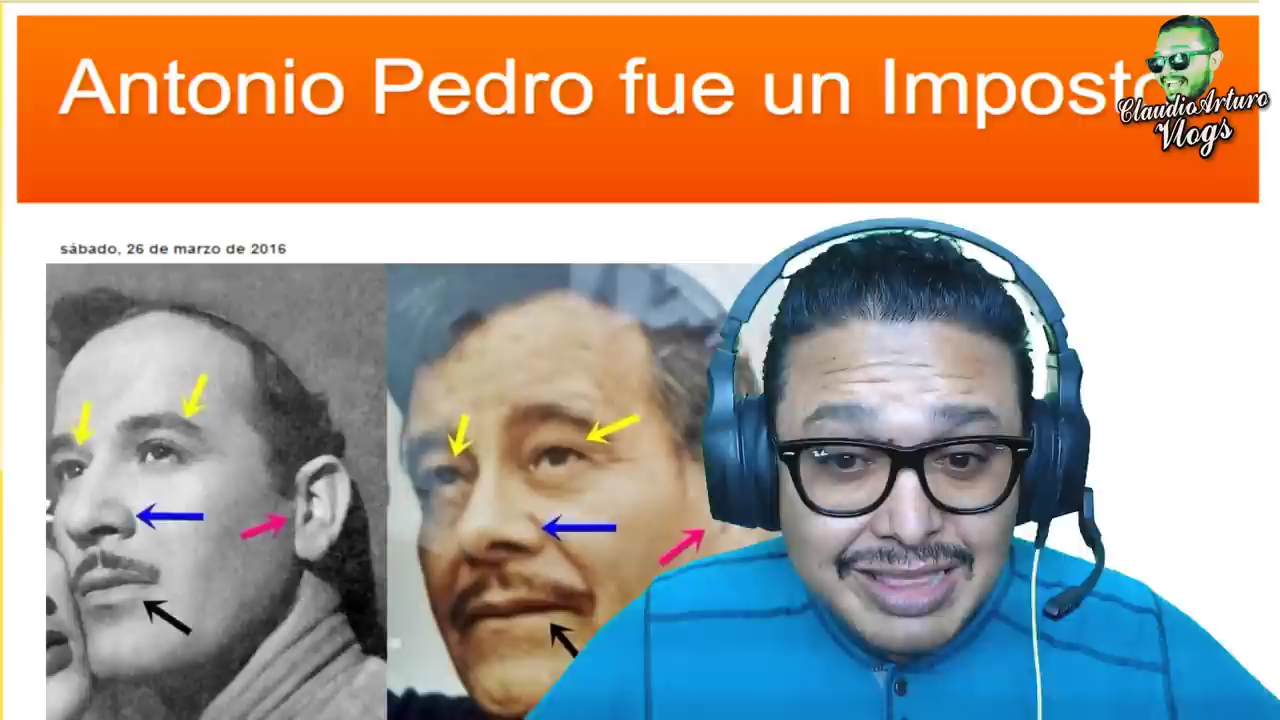 Antonio Pedro fue un Imposto
ClaudioArturo
Vlogs
sábado, 26 de marzo de 2016